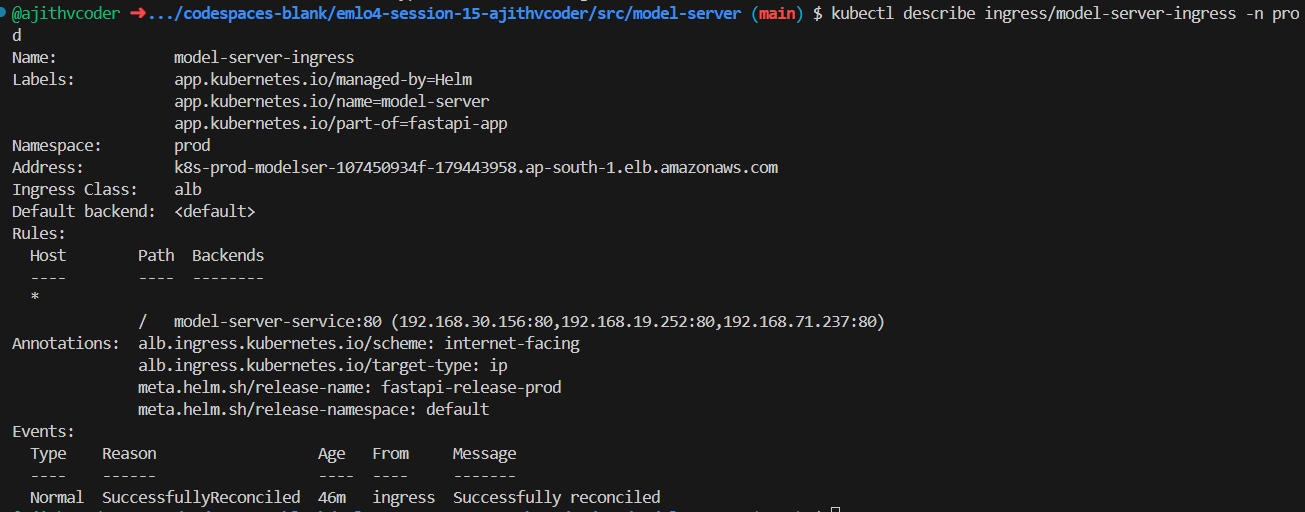 @ajithvcoder ➜.../codespaces-blank/emlo4-session-15-ajithvcoder/src/model-server (main) $ kubectl describe ingress/model-server-ingress -n pro
d
Name:             model-server-ingress
Labels:           app.kubernetes.io/managed-by=Helm
                  app.kubernetes.io/name=model-server
                  app.kubernetes.io/part-of=fastapi-app
Namespace:        prod
Address:          k8s-prod-modelser-107450934f-179443958.ap-south-1.elb.amazonaws.com
Ingress Class:    alb
Default backend:  <default>
Rules:
  Host        Path  Backends
  ----        ----  --------
  *
              /   model-server-service:80 (192.168.30.156:80,192.168.19.252:80,192.168.71.237:80)
Annotations:  alb.ingress.kubernetes.io/scheme: internet-facing
              alb.ingress.kubernetes.io/target-type: ip
              meta.helm.sh/release-name: fastapi-release-prod
              meta.helm.sh/release-namespace: default
Events:
  Type    Reason                  Age   From     Message
  ----    ------                  ----  ----     -------
  Normal  SuccessfullyReconciled  46m   ingress  Successfully reconciled